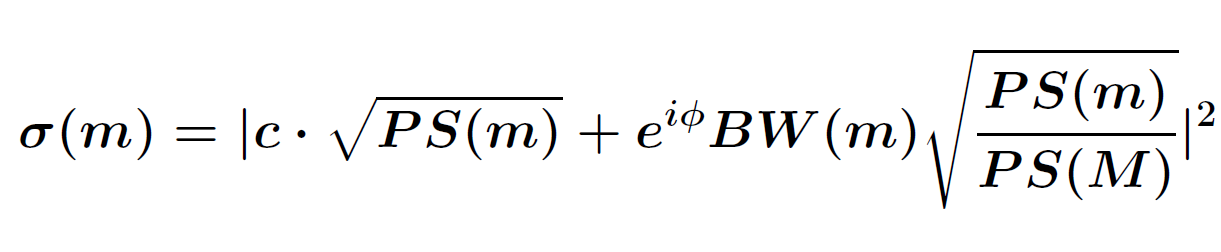 σ(m) = |c · √PS(m) + e^{iϕ} BW(m) √(PS(m)/PS(M))|²